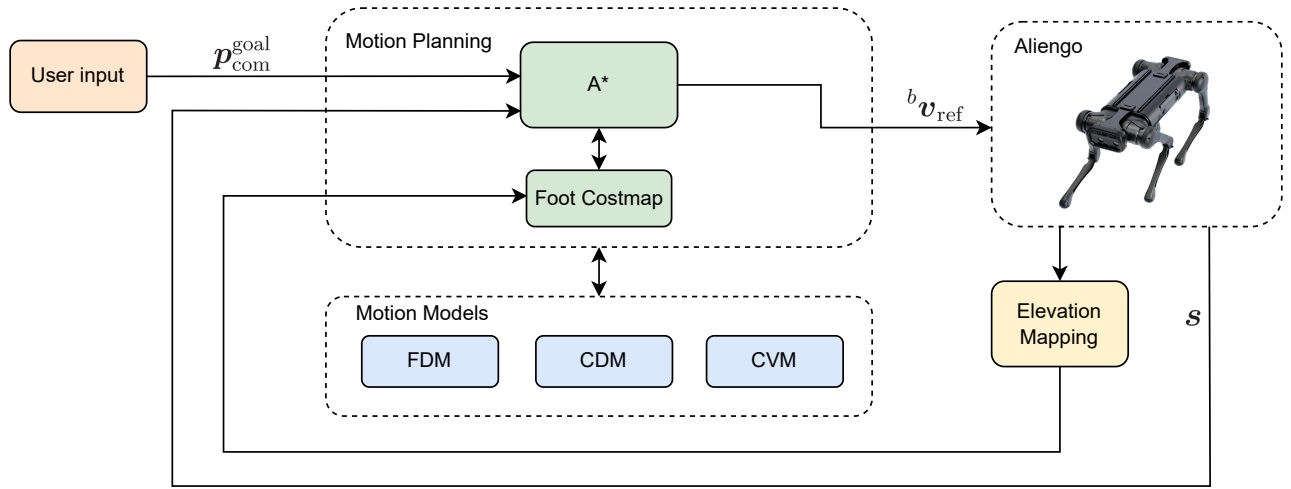 User input
p_com^goal
Motion Planning
A*
Foot Costmap
^b v_ref
Aliengo
Motion Models
FDM
CDM
CVM
Elevation
Mapping
s